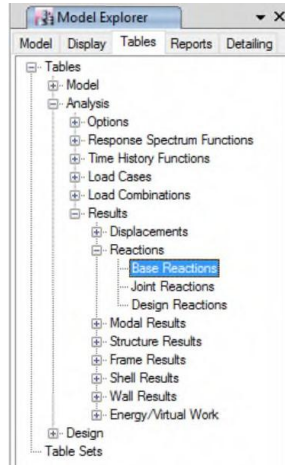 Model Explorer
Model Display Tables Reports Detailing
Tables
Model
Analysis
Options
Response Spectrum Functions
Time History Functions
Load Cases
Load Combinations
Results
Displacements
Reactions
Base Reactions
Joint Reactions
Design Reactions
Modal Results
Structure Results
Frame Results
Shell Results
Wall Results
Energy/Virtual Work
Design
Table Sets